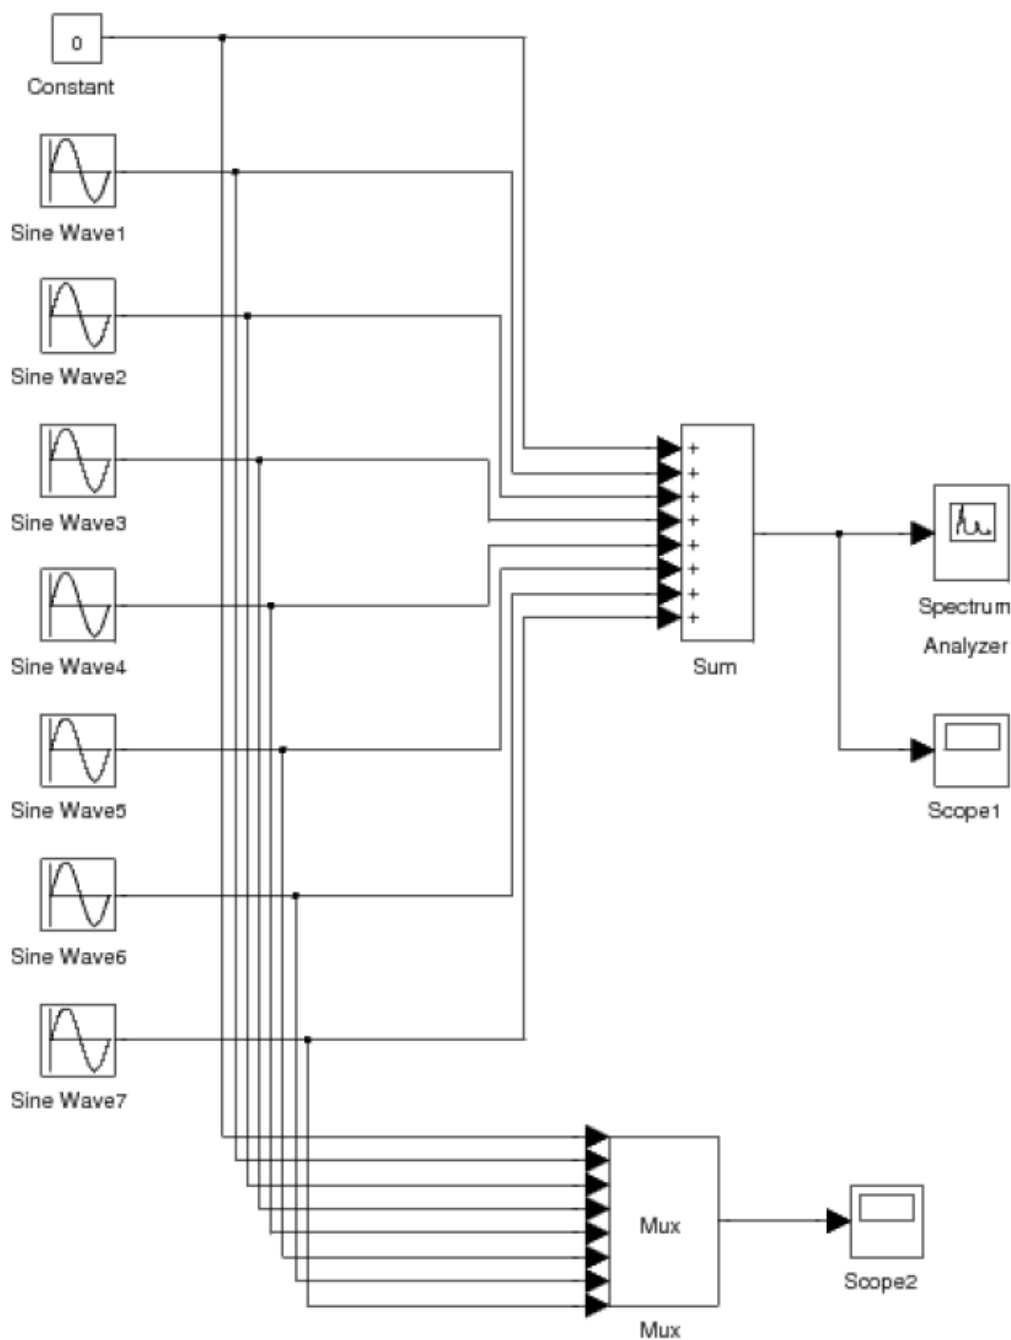 0
Constant
Sine Wave1
Sine Wave2
Sine Wave3
Sine Wave4
Sine Wave5
Sine Wave6
Sine Wave7
+
+
+
+
+
+
+
+
Sum
Spectrum
Analyzer
Scope1
Mux
Mux
Scope2